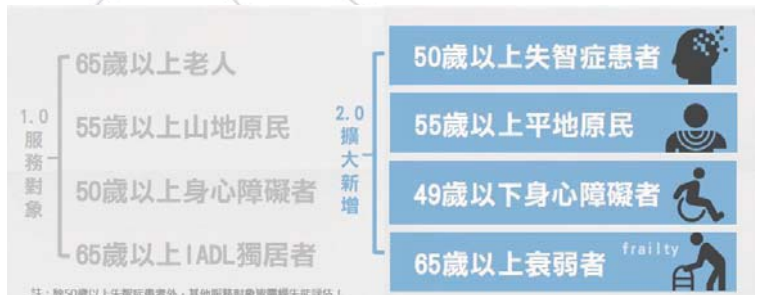 1.0服務對象
65歲以上老人
55歲以上山地原民
50歲以上身心障礙者
65歲以上IADL獨居者
2.0擴大新增
50歲以上失智症患者
55歲以上平地原民
49歲以下身心障礙者
65歲以上衰弱者 frailty